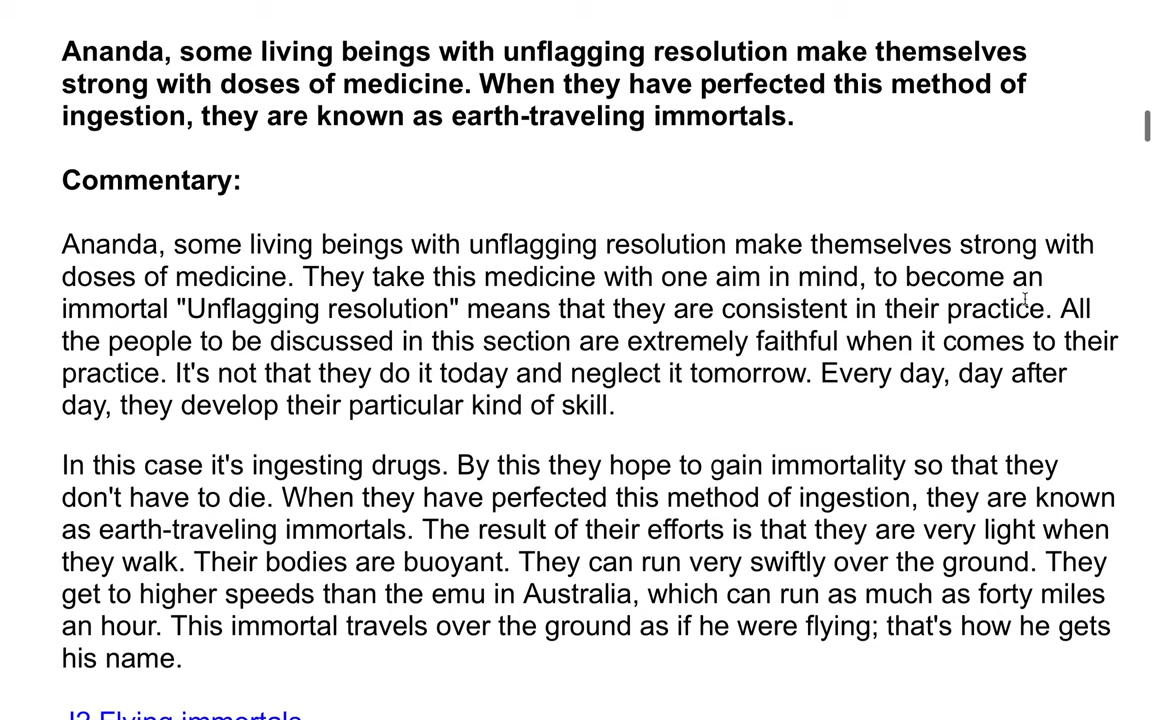 Ananda, some living beings with unflagging resolution make themselves
strong with doses of medicine. When they have perfected this method of
ingestion, they are known as earth-traveling immortals.
Commentary:
Ananda, some living beings with unflagging resolution make themselves strong with
doses of medicine. They take this medicine with one aim in mind, to become an
immortal "Unflagging resolution" means that they are consistent in their practice. All
the people to be discussed in this section are extremely faithful when it comes to their
practice. It's not that they do it today and neglect it tomorrow. Every day, day after
day, they develop their particular kind of skill.
In this case it's ingesting drugs. By this they hope to gain immortality so that they
don't have to die. When they have perfected this method of ingestion, they are known
as earth-traveling immortals. The result of their efforts is that they are very light when
they walk. Their bodies are buoyant. They can run very swiftly over the ground. They
get to higher speeds than the emu in Australia, which can run as much as forty miles
an hour. This immortal travels over the ground as if he were flying; that's how he gets
his name.
J2 Flying immortals